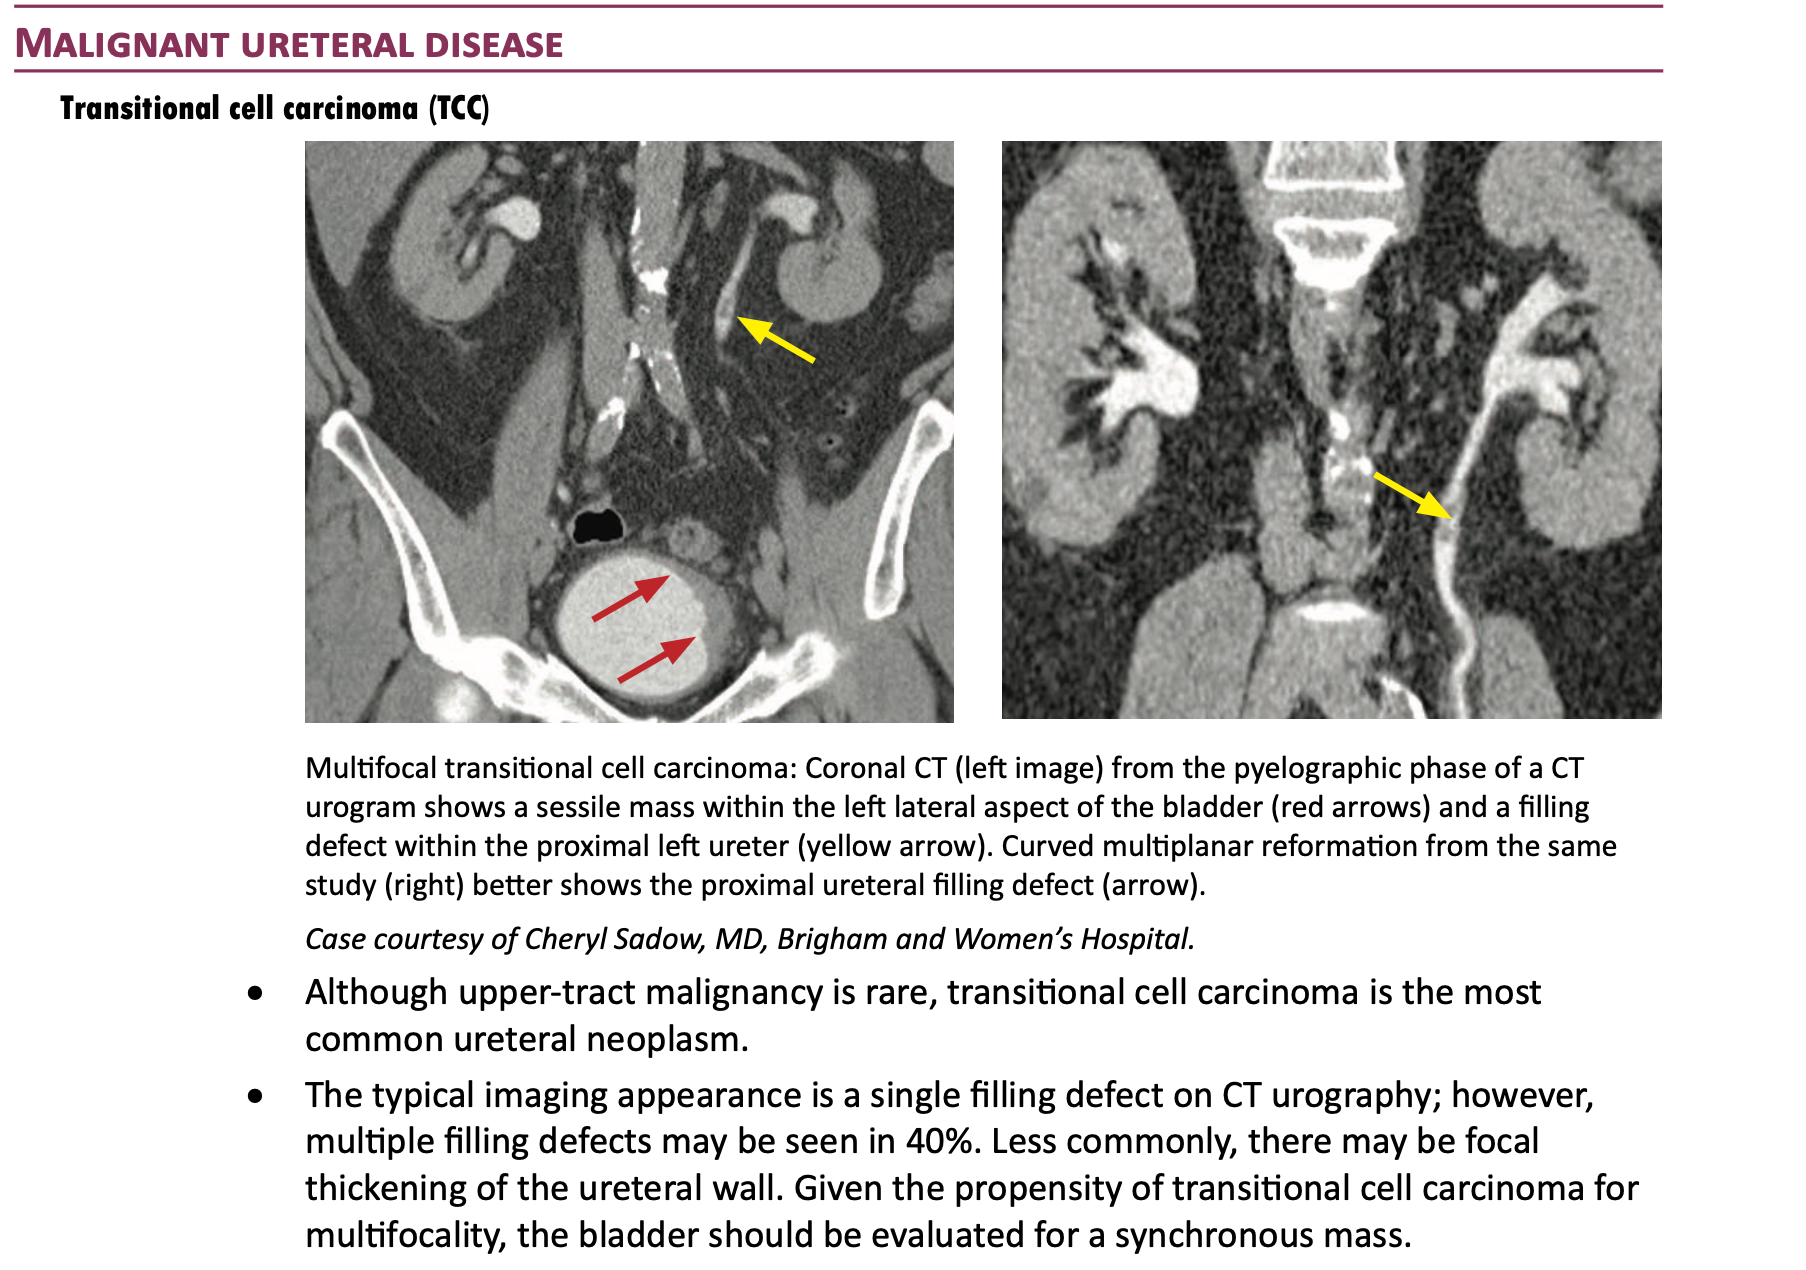 MALIGNANT URETERAL DISEASE
Transitional cell carcinoma (TCC)
Multifocal transitional cell carcinoma: Coronal CT (left image) from the pyelographic phase of a CT
urogram shows a sessile mass within the left lateral aspect of the bladder (red arrows) and a filling
defect within the proximal left ureter (yellow arrow). Curved multiplanar reformation from the same
study (right) better shows the proximal ureteral filling defect (arrow).
Case courtesy of Cheryl Sadow, MD, Brigham and Women's Hospital.
• Although upper-tract malignancy is rare, transitional cell carcinoma is the most
common ureteral neoplasm.
• The typical imaging appearance is a single filling defect on CT urography; however,
multiple filling defects may be seen in 40%. Less commonly, there may be focal
thickening of the ureteral wall. Given the propensity of transitional cell carcinoma for
multifocality, the bladder should be evaluated for a synchronous mass.